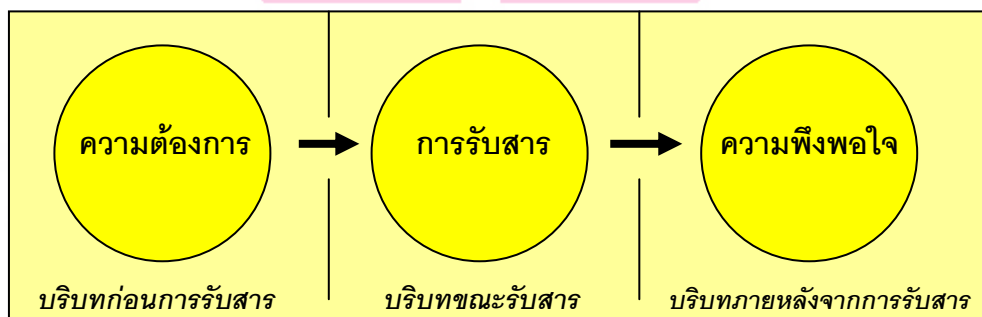 ความต้องการ
การรับสาร
ความพึงพอใจ
บริบทก่อนการรับสาร
บริบทขณะรับสาร
บริบทภายหลังจากการรับสาร